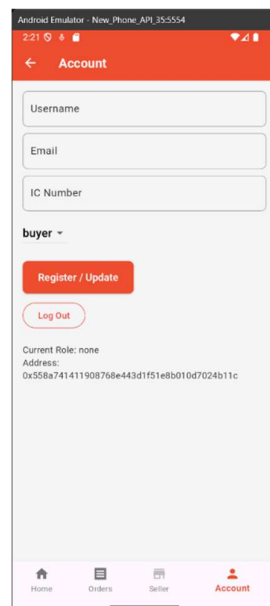 Android Emulator - New_Phone_API_35:5554
2:21
Account
Username
Email
IC Number
buyer
Register / Update
Log Out
Current Role: none
Address:
0x558a741411908768e443d1f51e8b010d7024b11c
Home Orders Seller Account